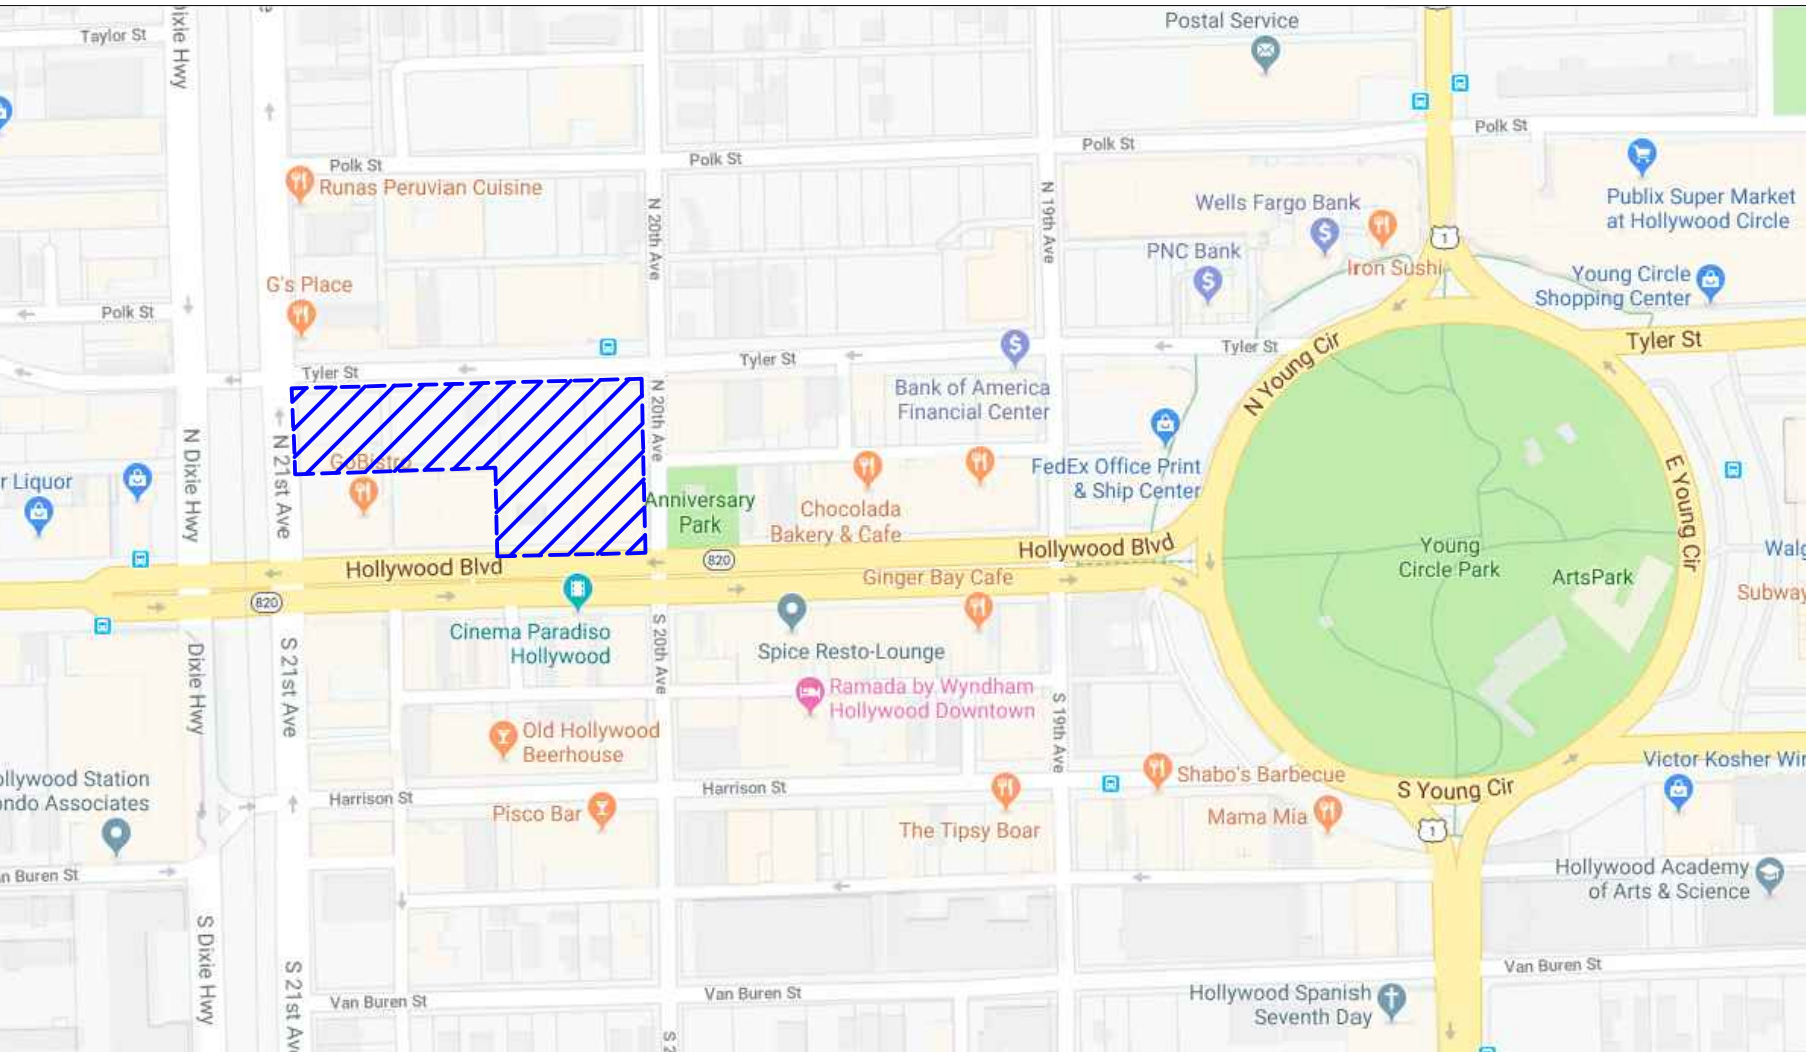 Taylor St
Dixie Hwy
Postal Service
Polk St
Polk St
Polk St
Polk St
Runas Peruvian Cuisine
N 20th Ave
N 19th Ave
Wells Fargo Bank
Publix Super Market
at Hollywood Circle
1
PNC Bank
Iron Sushi
Young Circle
Shopping Center
G's Place
Polk St
Tyler St
Tyler St
Tyler St
Tyler St
N Young Cir
Bank of America
Financial Center
N 20th Ave
N Dixie Hwy
N 21st Ave
GoBistro
r Liquor
FedEx Office Print
& Ship Center
E Young Cir
Anniversary
Park
Chocolada
Bakery & Cafe
Hollywood Blvd
Hollywood Blvd
820
820
Ginger Bay Cafe
Young
Circle Park
ArtsPark
Walg
Subway
Cinema Paradiso
Hollywood
S 20th Ave
Spice Resto-Lounge
Dixie Hwy
S 21st Ave
Ramada by Wyndham
Hollywood Downtown
S 19th Ave
Old Hollywood
Beerhouse
Victor Kosher Win
ollywood Station
ondo Associates
Harrison St
Harrison St
Shabo's Barbecue
S Young Cir
Pisco Bar
Mama Mia
The Tipsy Boar
1
n Buren St
Hollywood Academy
of Arts & Science
S Dixie Hwy
S 21st Av
Van Buren St
Van Buren St
Van Buren St
Hollywood Spanish
Seventh Day
S 2